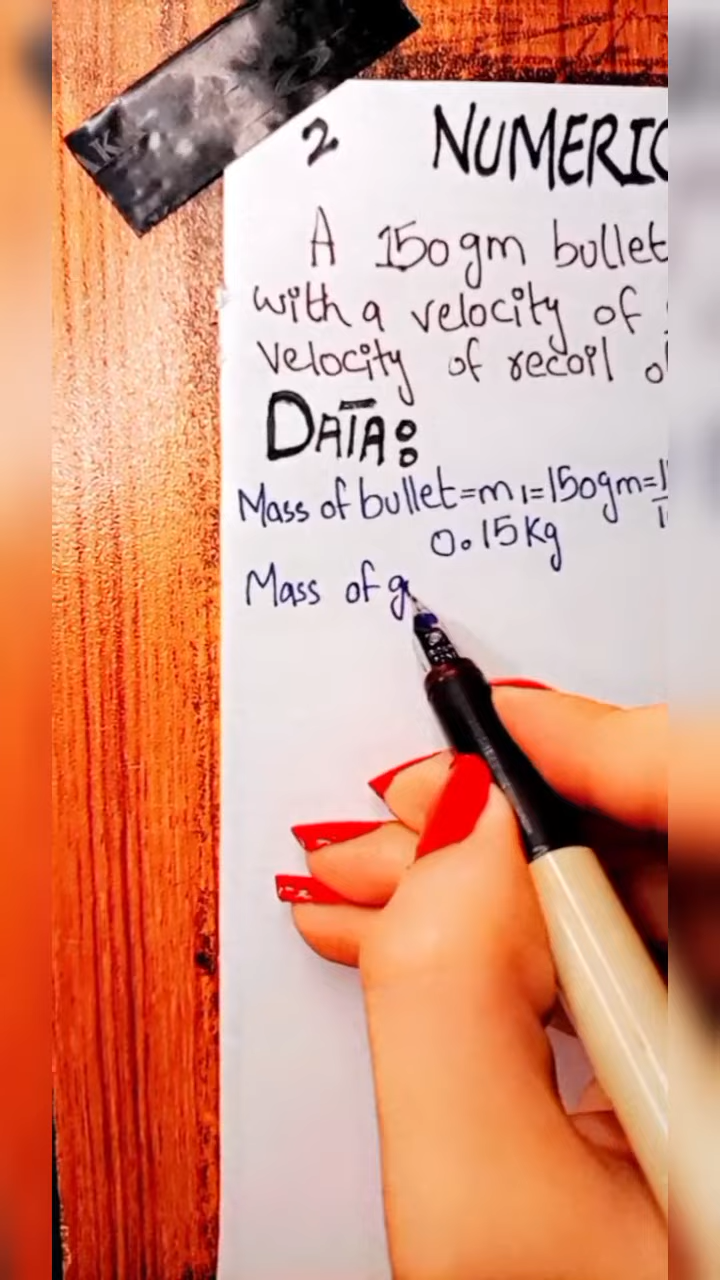 2 NUMERIC
A 150gm bullet
with a velocity of
velocity of recoil
DATA:
Mass of bullet=m1=150gm=
0.15Kg
Mass of g